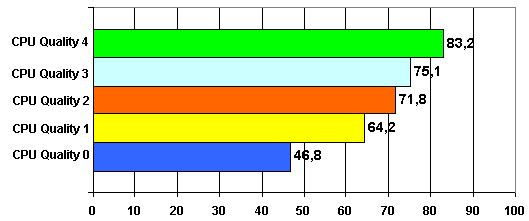 CPU Quality 4 83,2
CPU Quality 3 75,1
CPU Quality 2 71,8
CPU Quality 1 64,2
CPU Quality 0 46,8
0 10 20 30 40 50 60 70 80 90 100